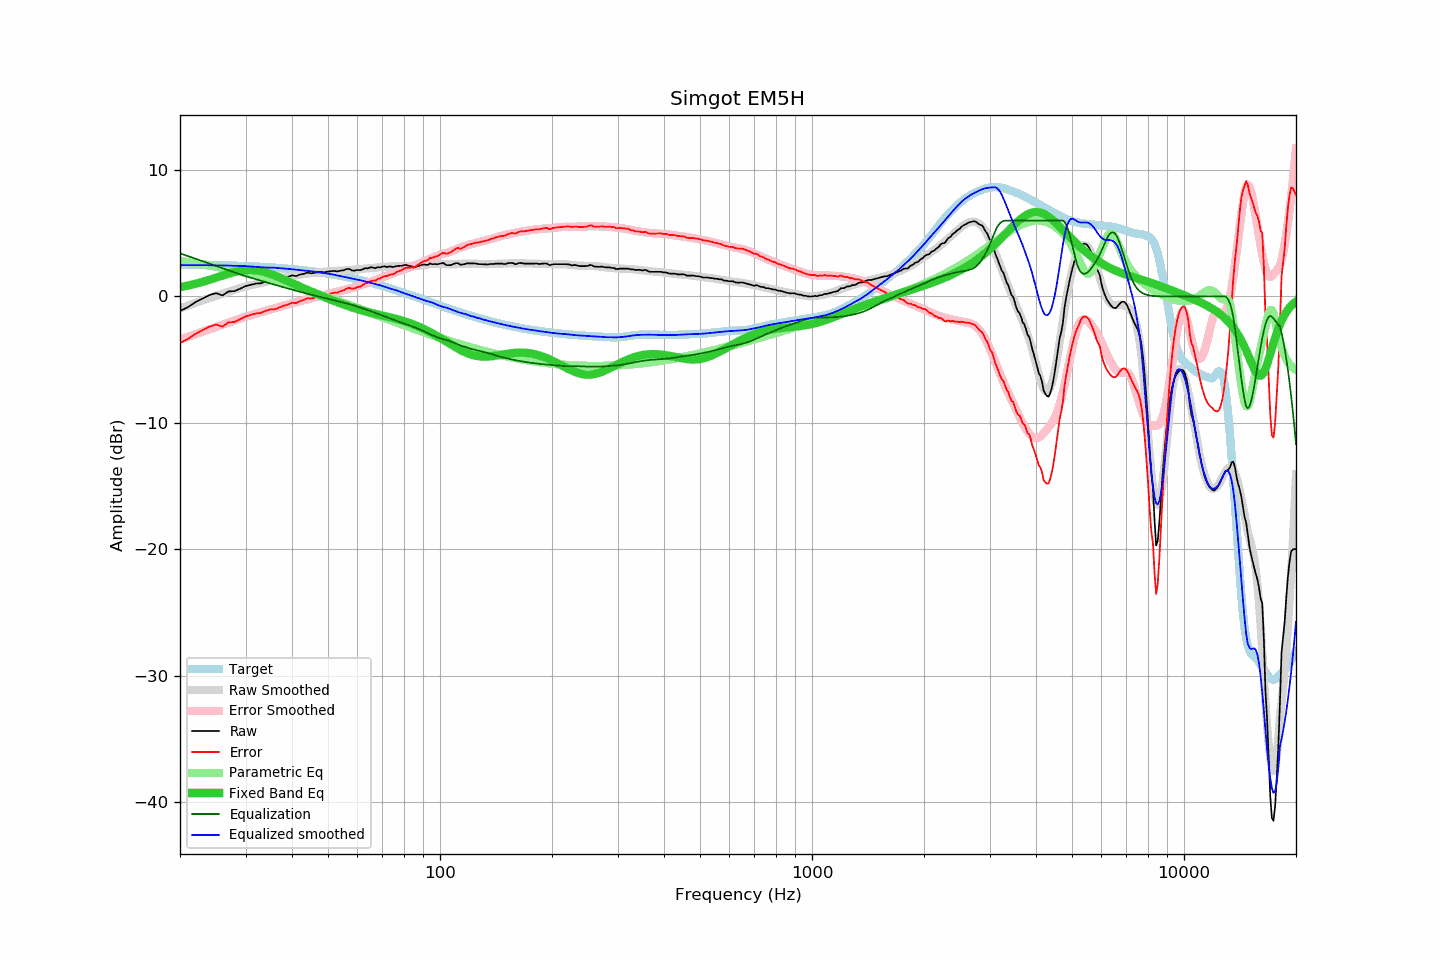 Simgot EM5H
Amplitude (dBr)
10
0
−10
−20
−30
−40
Target
Raw Smoothed
Error Smoothed
Raw
Error
Parametric Eq
Fixed Band Eq
Equalization
Equalized smoothed
100
1000
10000
Frequency (Hz)